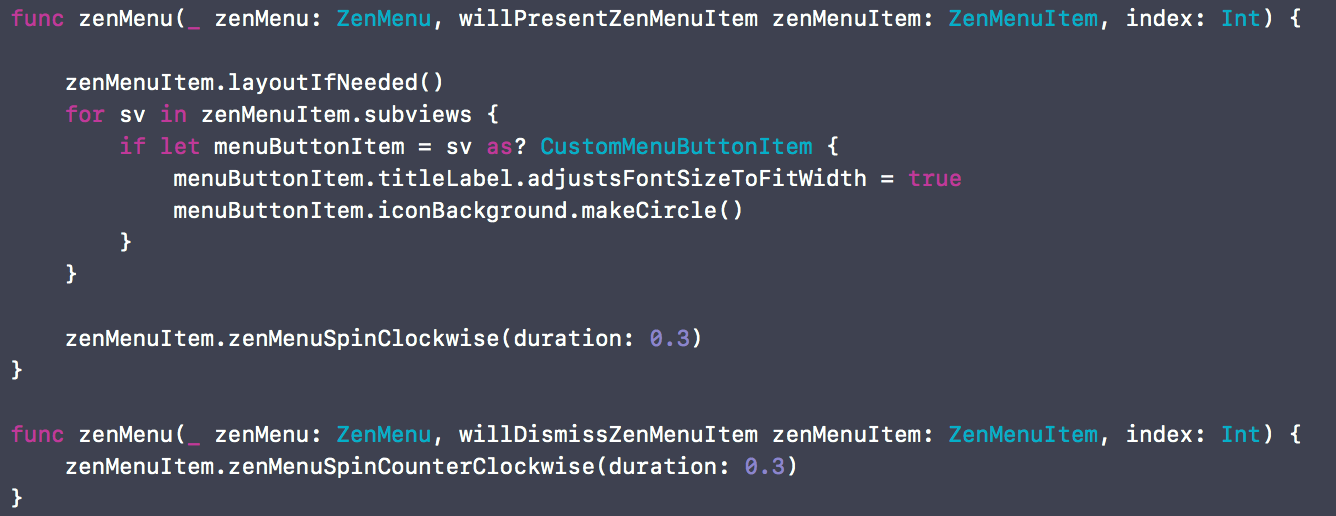 func zenMenu(_ zenMenu: ZenMenu, willPresentZenMenuItem zenMenuItem: ZenMenuItem, index: Int) {
    zenMenuItem.layoutIfNeeded()
    for sv in zenMenuItem.subviews {
        if let menuButtonItem = sv as? CustomMenuButtonItem {
            menuButtonItem.titleLabel.adjustsFontSizeToFitWidth = true
            menuButtonItem.iconBackground.makeCircle()
        }
    }
    zenMenuItem.zenMenuSpinClockwise(duration: 0.3)
}
func zenMenu(_ zenMenu: ZenMenu, willDismissZenMenuItem zenMenuItem: ZenMenuItem, index: Int) {
    zenMenuItem.zenMenuSpinCounterClockwise(duration: 0.3)
}